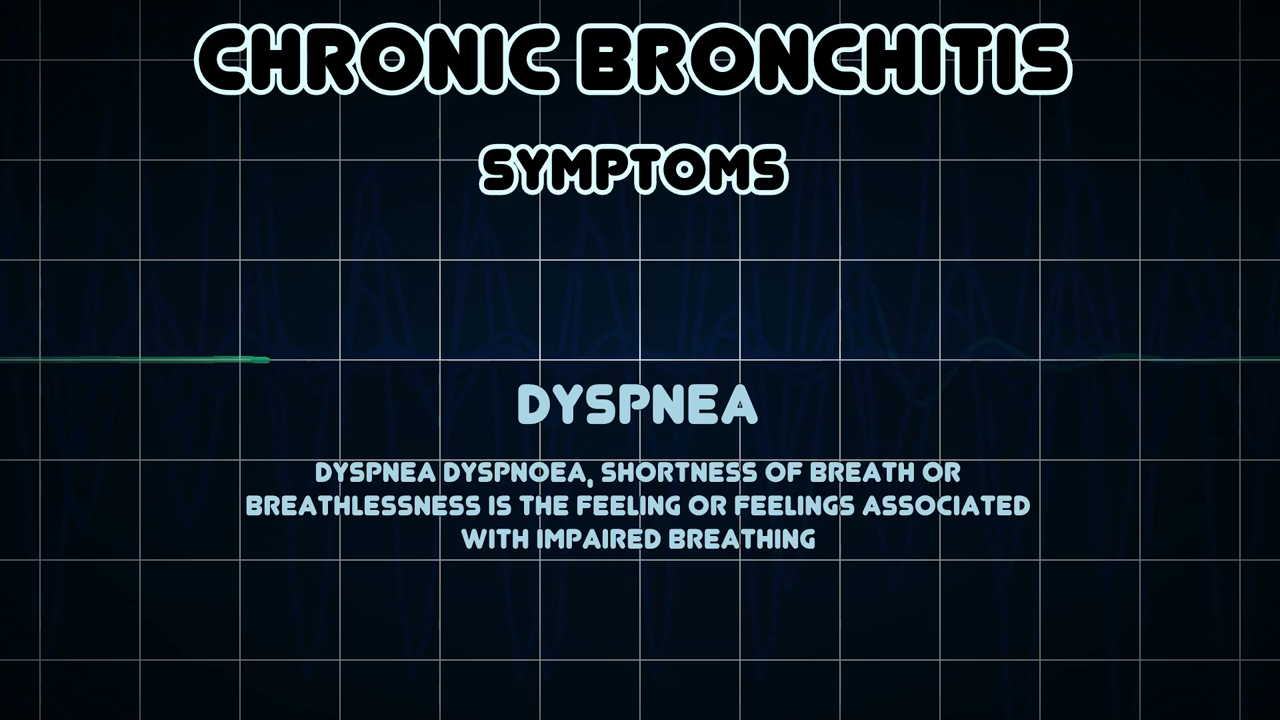 CHRONIC BRONCHITIS
SYMPTOMS
DYSPNEA
DYSPNEA DYSPNOEA, SHORTNESS OF BREATH OR
BREATHLESSNESS IS THE FEELING OR FEELINGS ASSOCIATED
WITH IMPAIRED BREATHING